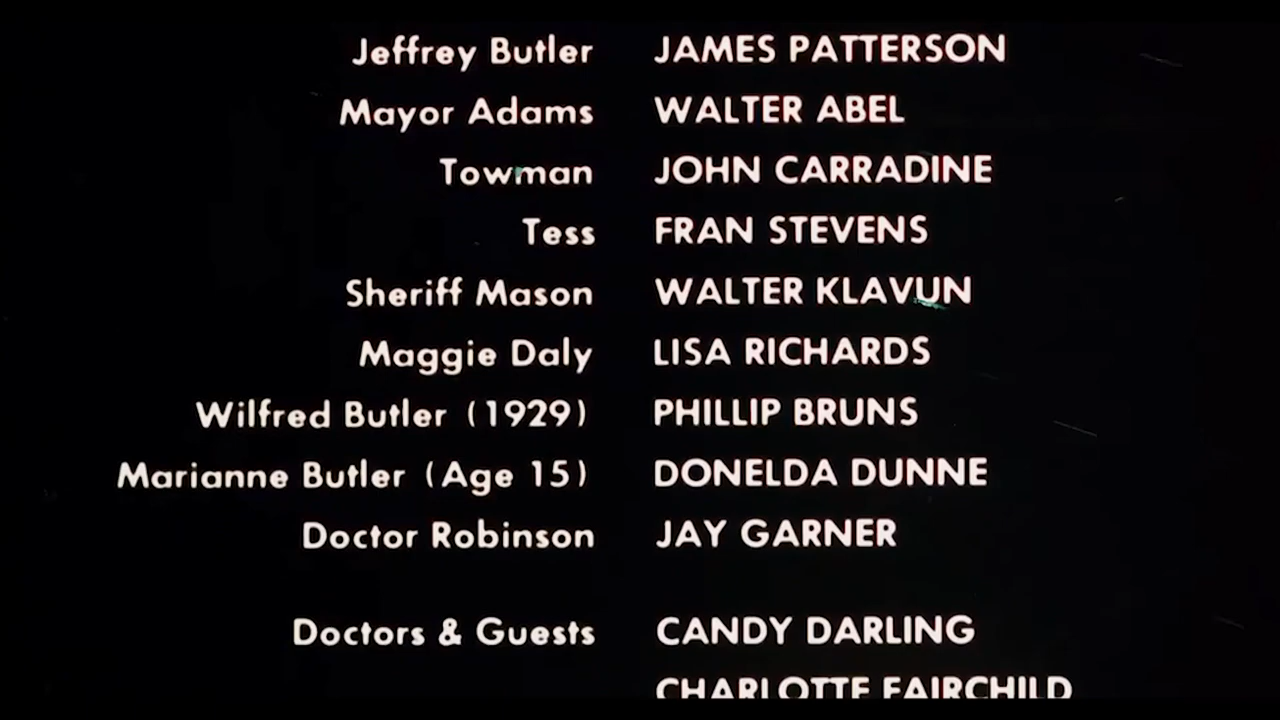 Jeffrey Butler JAMES PATTERSON
Mayor Adams WALTER ABEL
Towman JOHN CARRADINE
Tess FRAN STEVENS
Sheriff Mason WALTER KLAVUN
Maggie Daly LISA RICHARDS
Wilfred Butler (1929) PHILLIP BRUNS
Marianne Butler (Age 15) DONELDA DUNNE
Doctor Robinson JAY GARNER
Doctors & Guests CANDY DARLING
CHARLOTTE FAIRCHILD